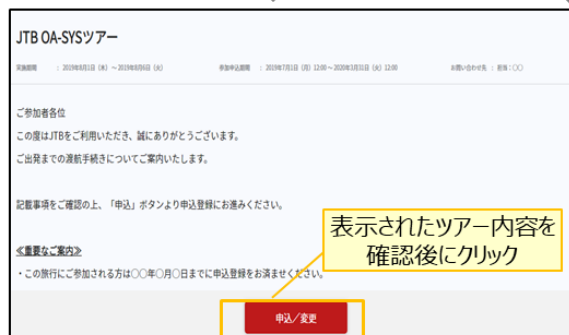 JTB OA-SYSツアー
実施期間 : 2019年8月1日 (木) ~2019年8月6日 (火) 参加申込期間 : 2019年7月1日 (月) 12:00~2020年3月31日 (火) 12:00 お問い合わせ先 : 担当:○○
ご参加者各位
この度はJTBをご利用いただき、誠にありがとうございます。
ご出発までの渡航手続きについてご案内いたします。
記載事項をご確認の上、「申込」ボタンより申込登録にお進みください。
表示されたツアー内容を
確認後にクリック
≪重要なご案内≫
・この旅行にご参加される方は○○年○月○日までに申込登録をお済ませください。
申込/変更